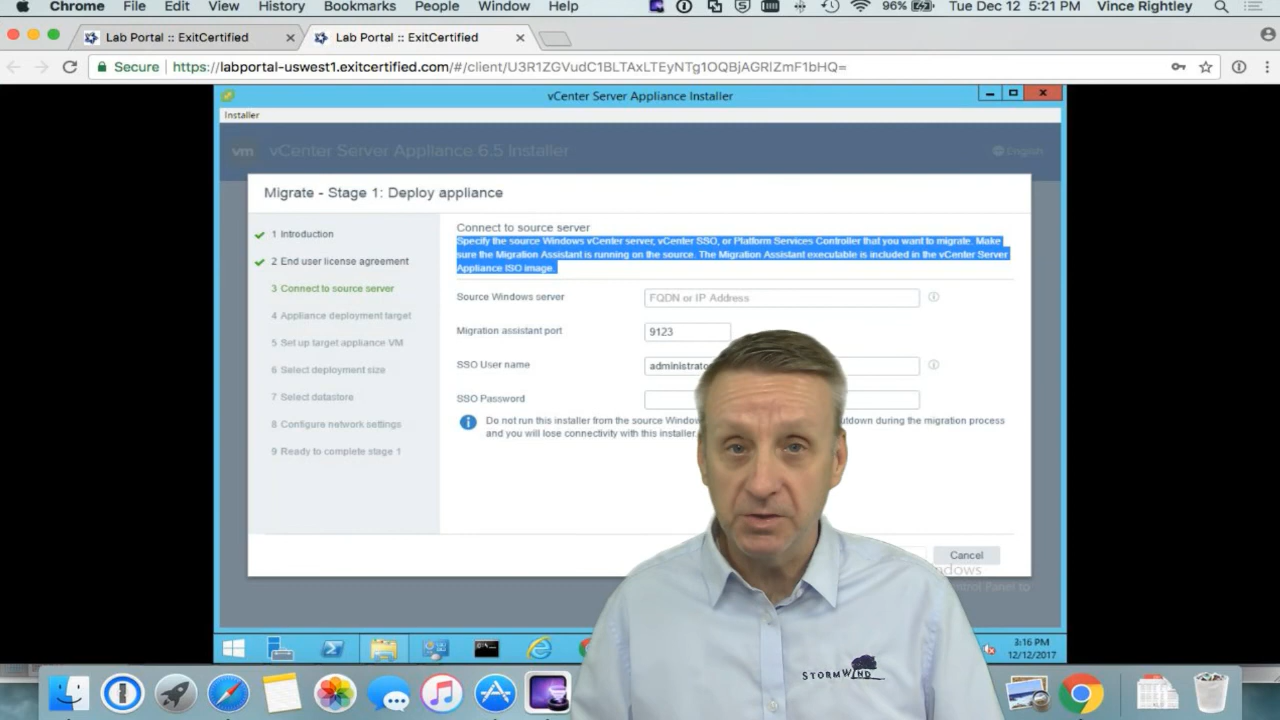 Chrome File Edit View History Bookmarks People Window Help 96% Tue Dec 12 5:21 PM Vince Rightley
Lab Portal :: ExitCertified Lab Portal :: ExitCertified
Secure https://labportal-uswest1.exitcertified.com/#/client/U3R1ZGVudC1BLTAxLTEyNTg1OQBjAGRlZmF1bHQ=
vCenter Server Appliance Installer
Installer
vm vCenter Server Appliance 6.5 Installer English
Migrate - Stage 1: Deploy appliance
1 Introduction
2 End user license agreement
3 Connect to source server
4 Appliance deployment target
5 Set up target appliance VM
6 Select deployment size
7 Select datastore
8 Configure network settings
9 Ready to complete stage 1
Connect to source server
Specify the source Windows vCenter server, vCenter SSO, or Platform Services Controller that you want to migrate. Make
sure the Migration Assistant is running on the source. The Migration Assistant executable is included in the vCenter Server
Appliance ISO image.
Source Windows server FQDN or IP Address
Migration assistant port 9123
SSO User name administrato
SSO Password
Do not run this installer from the source Window utdown during the migration process
and you will lose connectivity with this installer.
Cancel
ndows
ontrol Panel to
3:16 PM
12/12/2017
STORMWIND